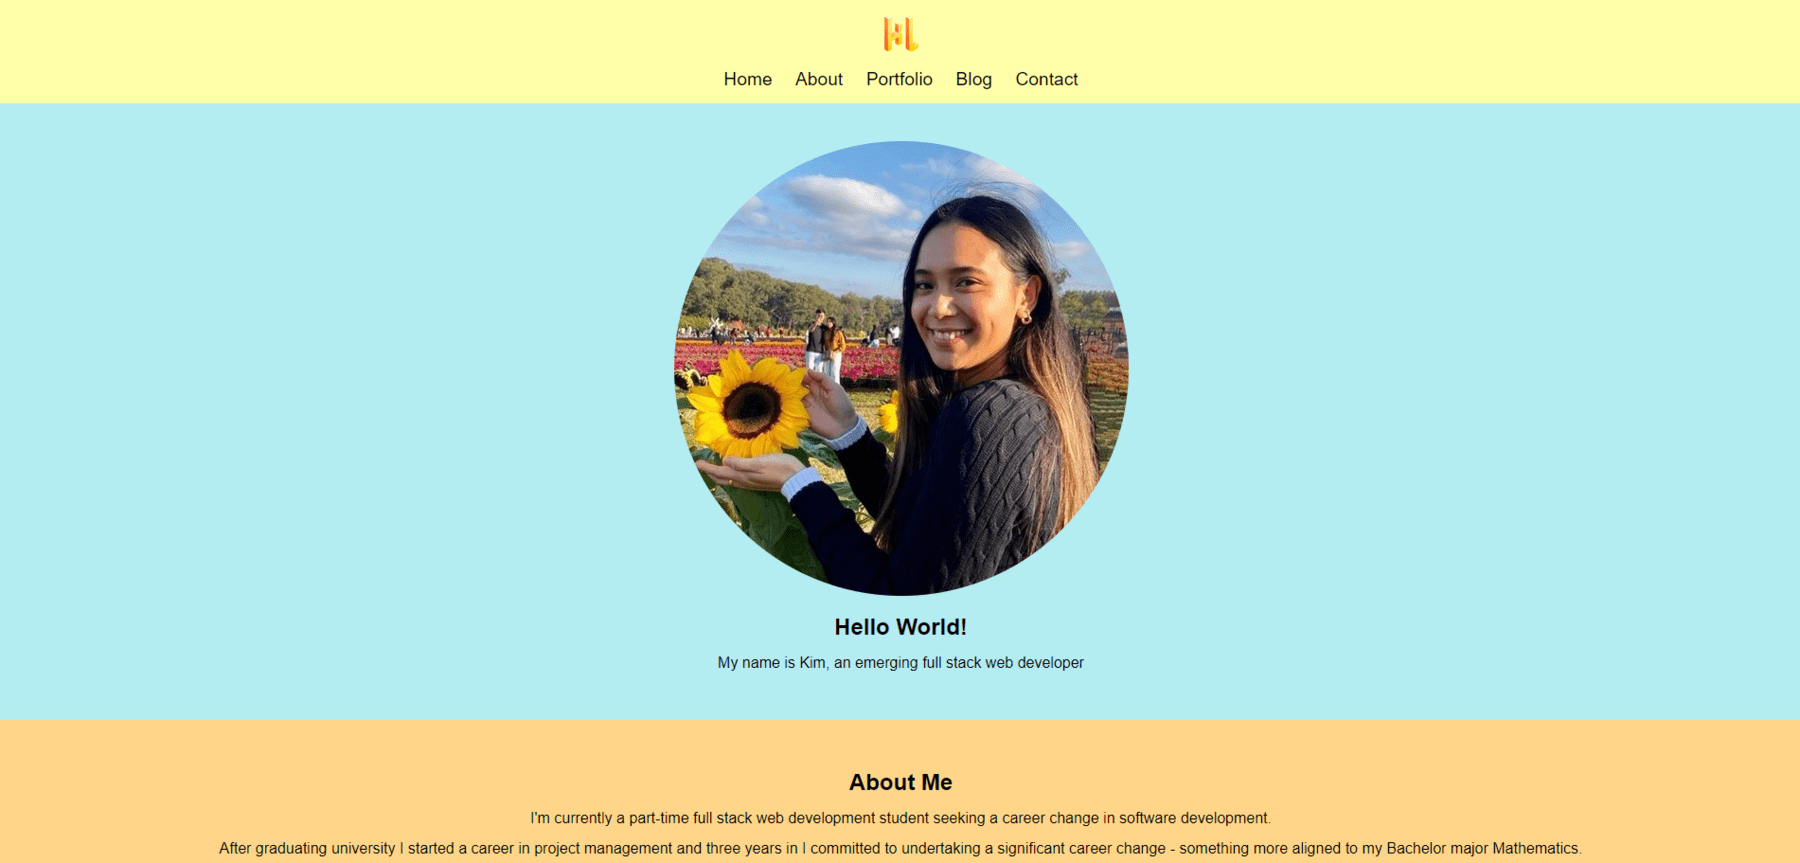 HL
Home About Portfolio Blog Contact
Hello World!
My name is Kim, an emerging full stack web developer
About Me
I'm currently a part-time full stack web development student seeking a career change in software development.
After graduating university I started a career in project management and three years in I committed to undertaking a significant career change - something more aligned to my Bachelor major Mathematics.